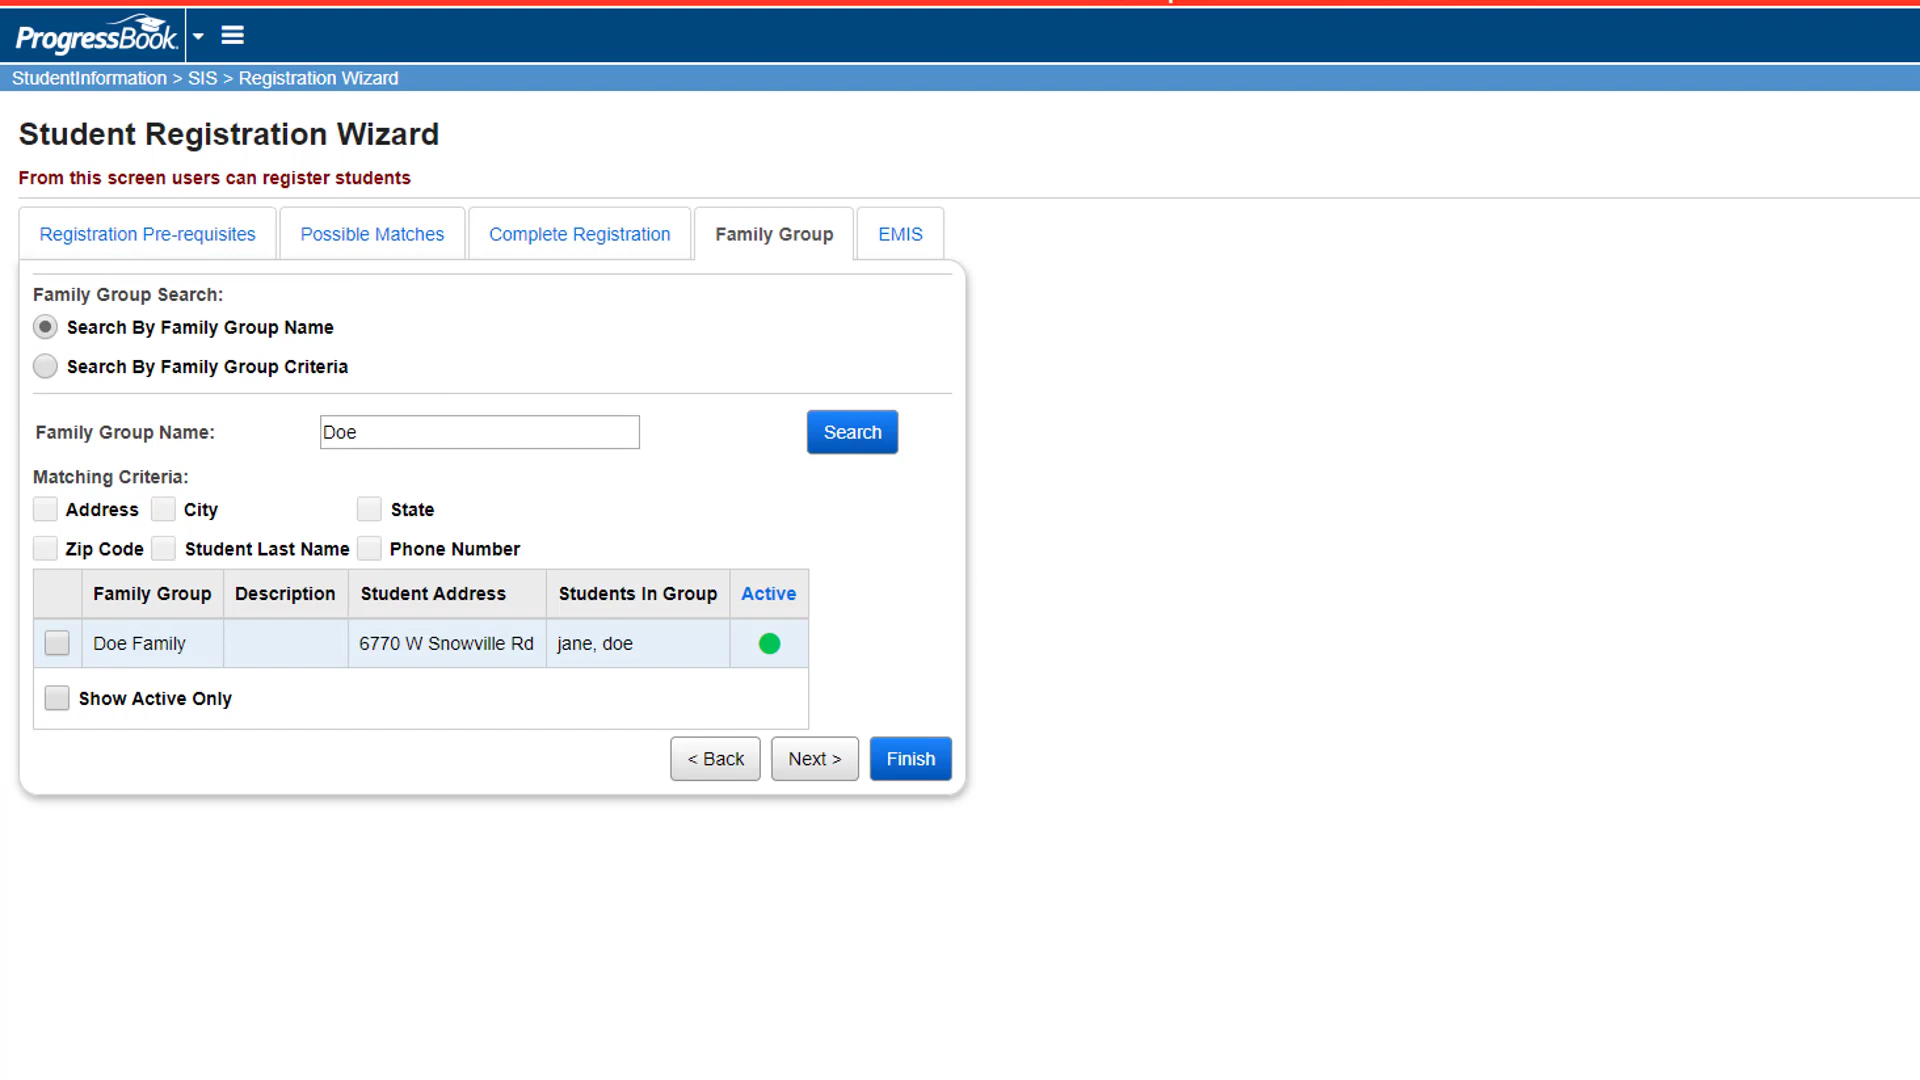 ProgressBook
StudentInformation > SIS > Registration Wizard
Student Registration Wizard
From this screen users can register students
Registration Pre-requisites Possible Matches Complete Registration Family Group EMIS
Family Group Search:
Search By Family Group Name
Search By Family Group Criteria
Family Group Name: Doe Search
Matching Criteria:
Address City State
Zip Code Student Last Name Phone Number
Family Group Description Student Address Students In Group Active
Doe Family 6770 W Snowville Rd jane, doe
Show Active Only
< Back Next > Finish